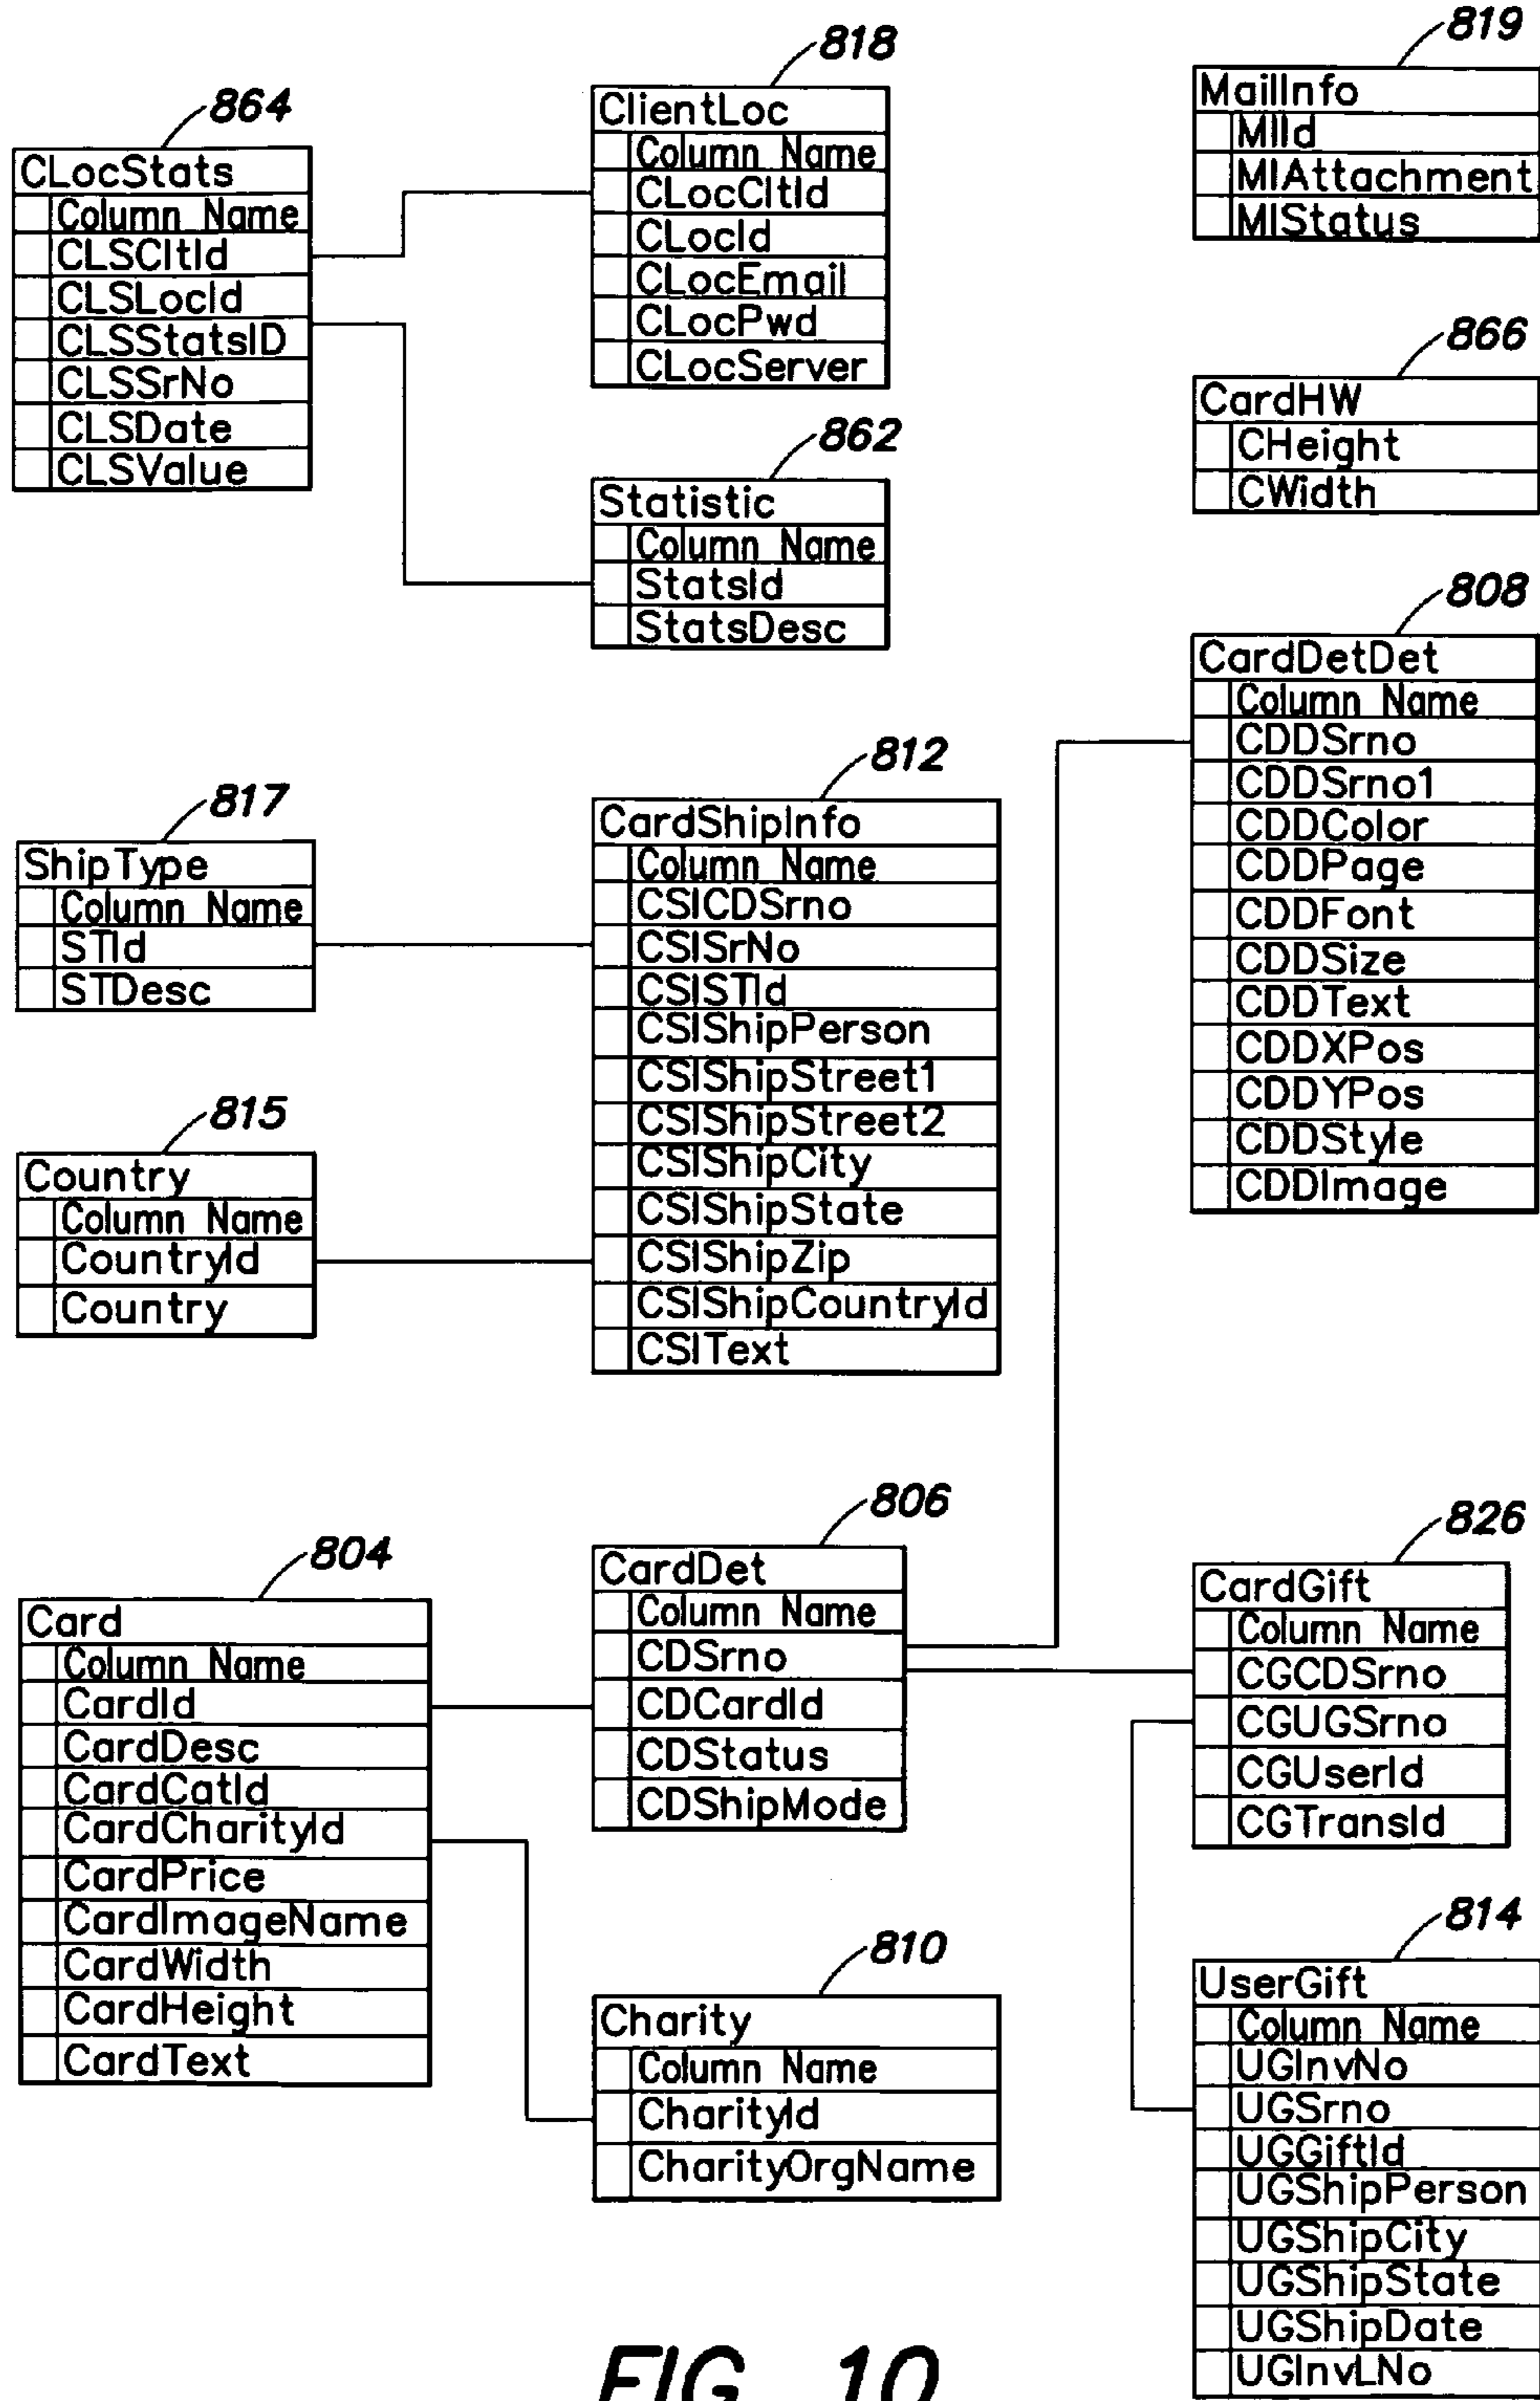 864
CLocStats
Column Name
CLSCltId
CLSLocId
CLSStatsID
CLSSrNo
CLSDate
CLSValue
818
ClientLoc
Column Name
CLocCltId
CLocId
CLocEmail
CLocPwd
CLocServer
819
MailInfo
MIId
MIAttachment
MIStatus
862
Statistic
Column Name
StatsId
StatsDesc
866
CardHW
CHeight
CWidth
808
CardDetDet
Column Name
CDDSrno
CDDSrno1
CDDColor
CDDPage
CDDFont
CDDSize
CDDText
CDDXPos
CDDYPos
CDDStyle
CDDImage
817
ShipType
Column Name
STId
STDesc
812
CardShipInfo
Column Name
CSICDSrno
CSISrNo
CSISTId
CSIShipPerson
CSIShipStreet1
CSIShipStreet2
CSIShipCity
CSIShipState
CSIShipZip
CSIShipCountryId
CSIText
815
Country
Column Name
CountryId
Country
804
Card
Column Name
CardId
CardDesc
CardCatId
CardCharityId
CardPrice
CardImageName
CardWidth
CardHeight
CardText
806
CardDet
Column Name
CDSrno
CDCardId
CDStatus
CDShipMode
826
CardGift
Column Name
CGCDSrno
CGUGSrno
CGUserId
CGTransId
810
Charity
Column Name
CharityId
CharityOrgName
814
UserGift
Column Name
UGInvNo
UGSrno
UGGiftId
UGShipPerson
UGShipCity
UGShipState
UGShipDate
UGInvLNo
FIG. 10